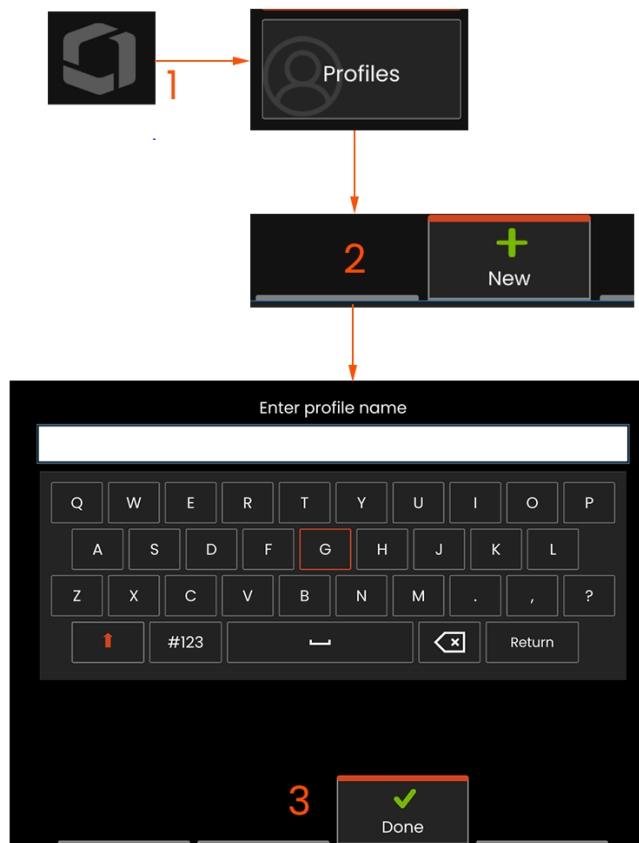 1
Profiles
2
New
Enter profile name
Q W E R T Y U I O P
A S D F G H J K L
Z X C V B N M . , ?
#123 Return
3
Done